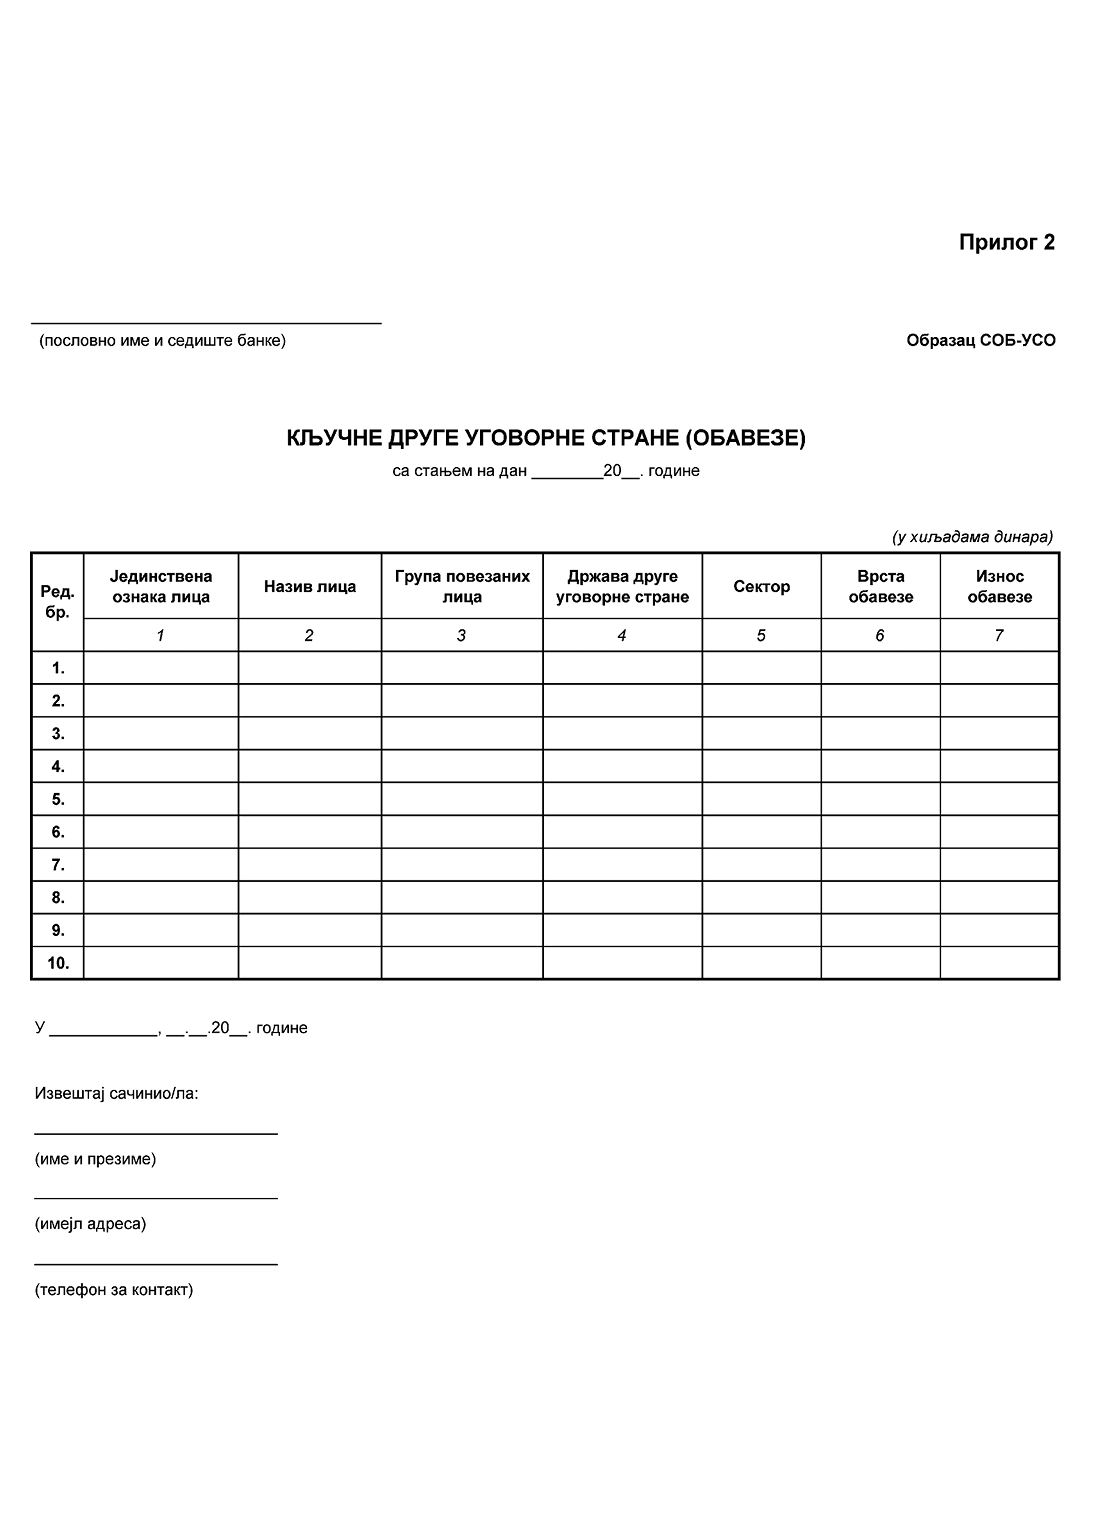 Прилог 2
(пословно име и седиште банке) Образац СОБ-УСО
КЉУЧНЕ ДРУГЕ УГОВОРНЕ СТРАНЕ (ОБАВЕЗЕ)
са стањем на дан ________20__. године
(у хиљадама динара)
Ред. бр. Јединствена ознака лица Назив лица Група повезаних лица Држава друге уговорне стране Сектор Врста обавезе Износ обавезе
1 2 3 4 5 6 7
1.
2.
3.
4.
5.
6.
7.
8.
9.
10.
У ____________, __.__.20__. године
Извештај сачинио/ла:
(име и презиме)
(имејл адреса)
(телефон за контакт)